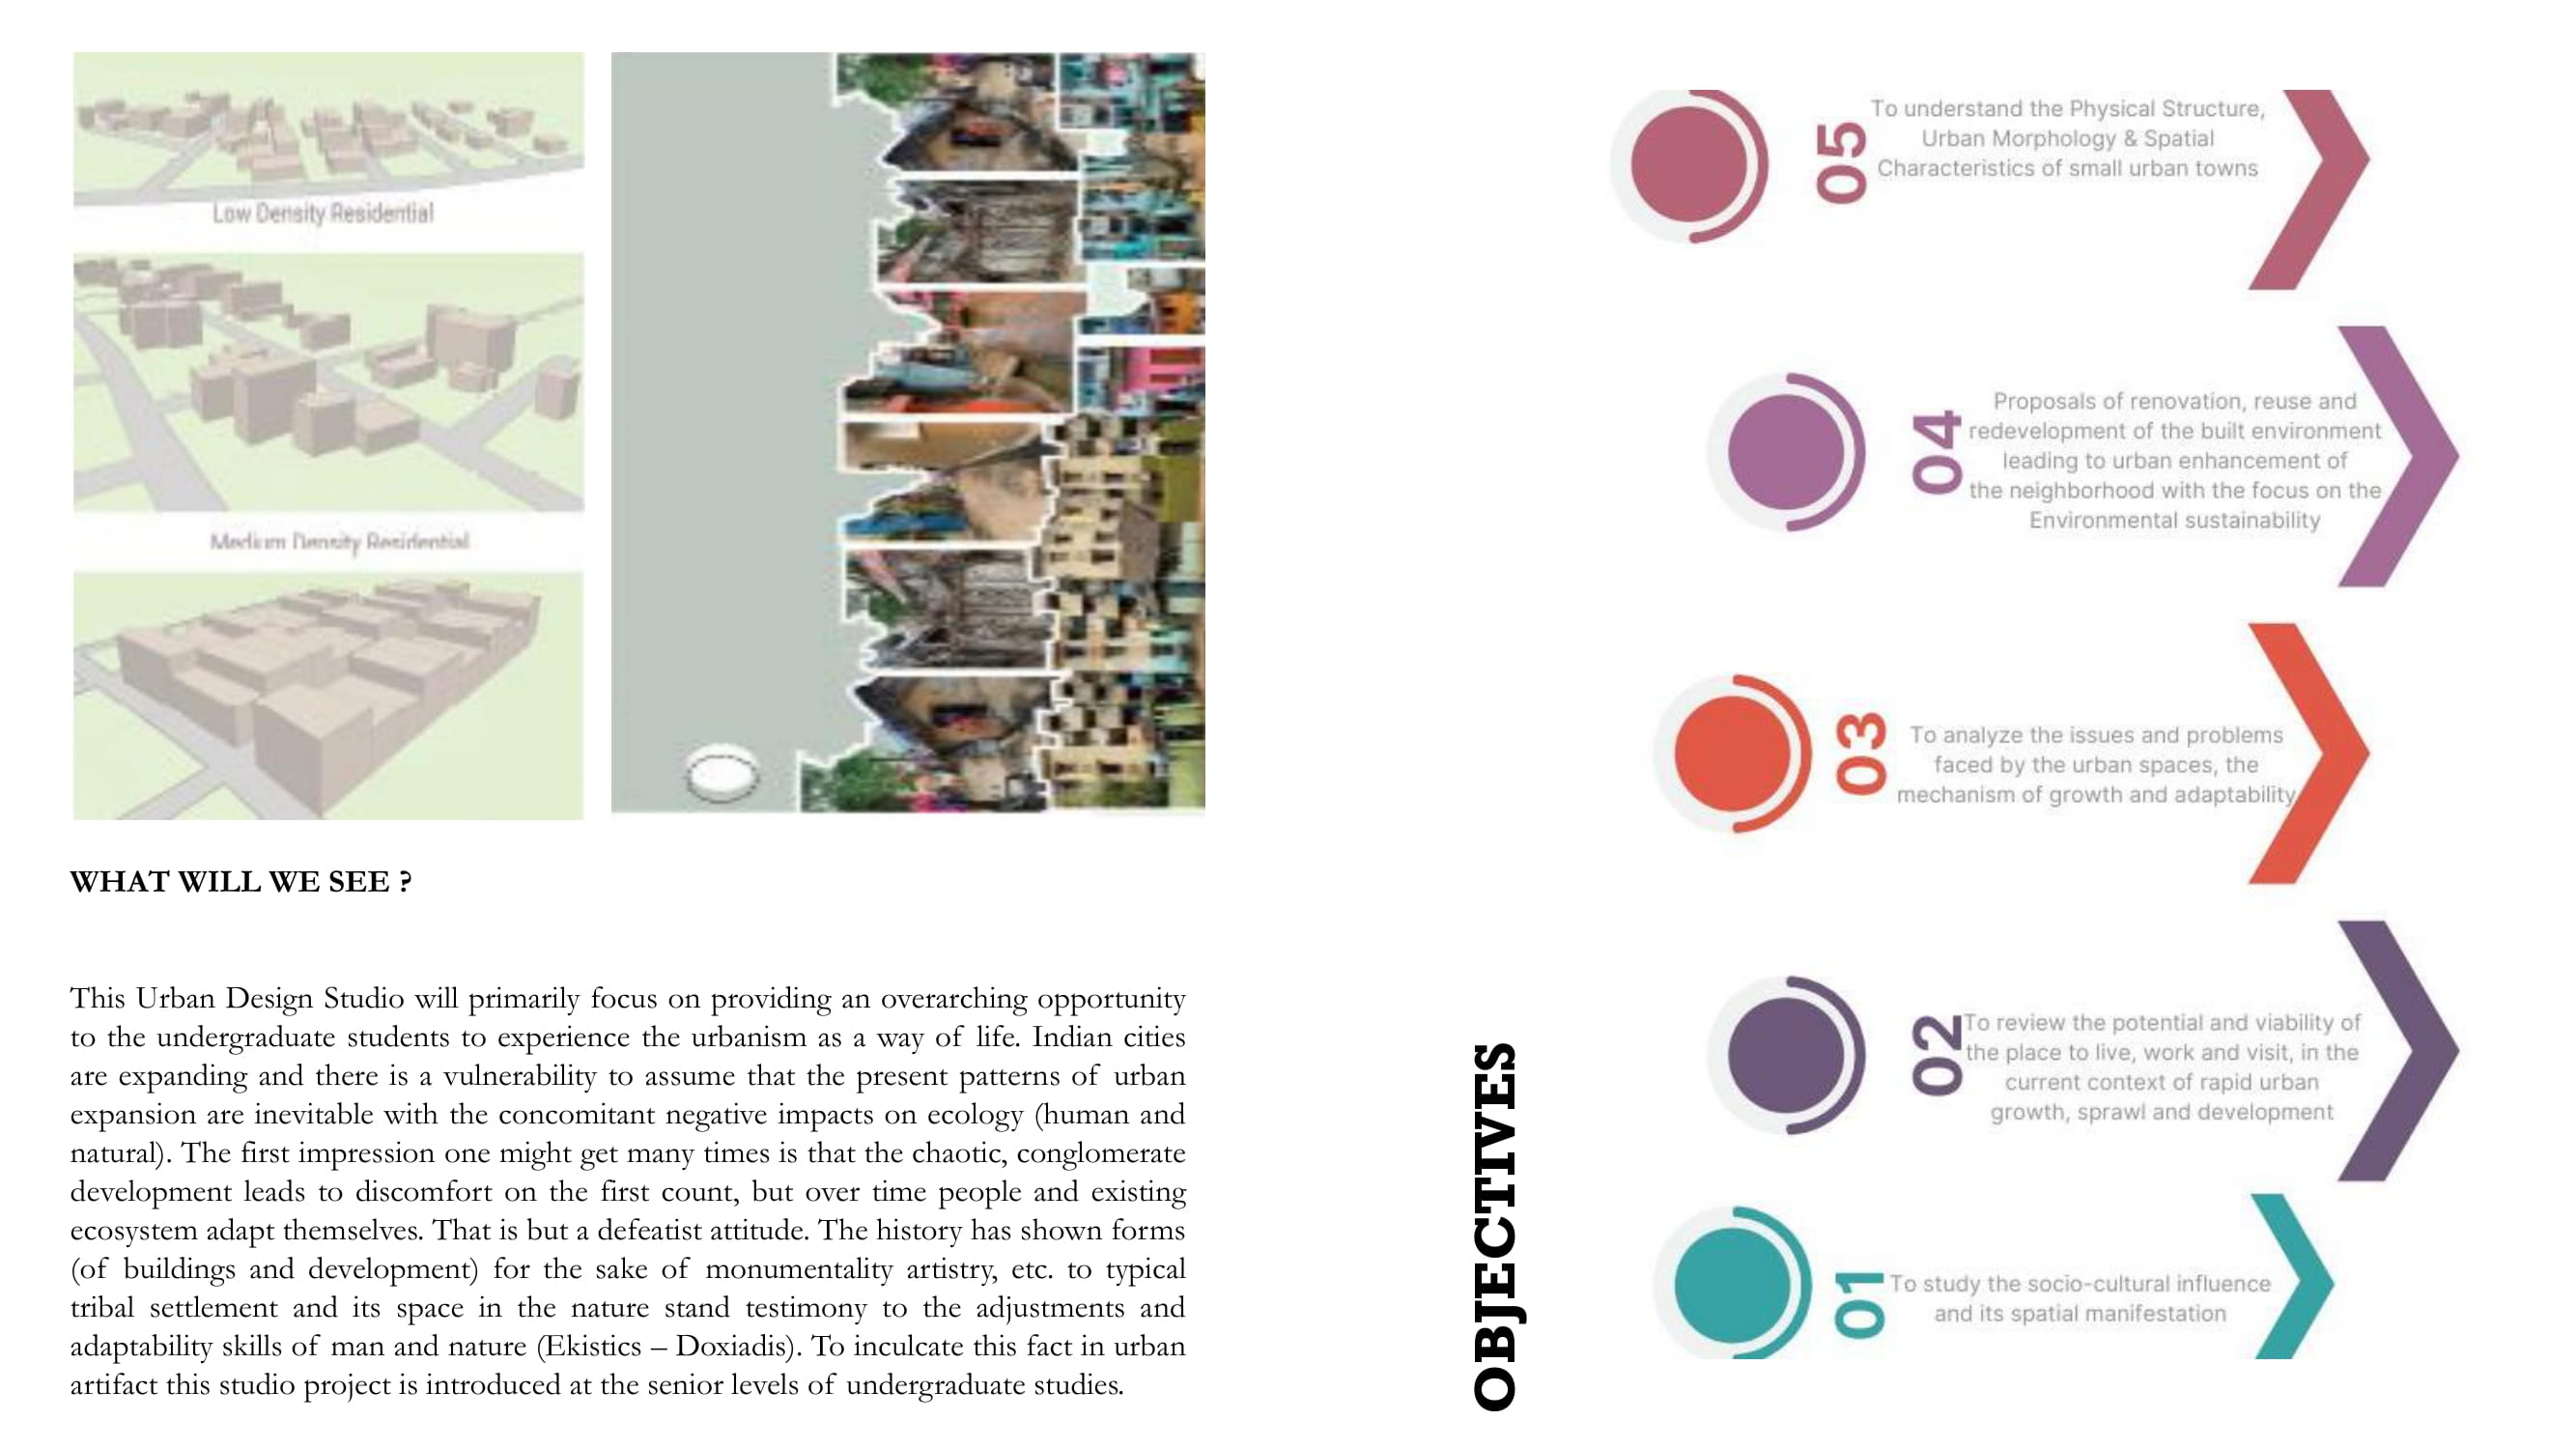 Low Density Residential
Medium Density Residential
WHAT WILL WE SEE ?
This Urban Design Studio will primarily focus on providing an overarching opportunity
to the undergraduate students to experience the urbanism as a way of life. Indian cities
are expanding and there is a vulnerability to assume that the present patterns of urban
expansion are inevitable with the concomitant negative impacts on ecology (human and
natural). The first impression one might get many times is that the chaotic, conglomerate
development leads to discomfort on the first count, but over time people and existing
ecosystem adapt themselves. That is but a defeatist attitude. The history has shown forms
(of buildings and development) for the sake of monumentality artistry, etc. to typical
tribal settlement and its space in the nature stand testimony to the adjustments and
adaptability skills of man and nature (Ekistics – Doxiadis). To inculcate this fact in urban
artifact this studio project is introduced at the senior levels of undergraduate studies.
OBJECTIVES
05
To understand the Physical Structure,
Urban Morphology & Spatial
Characteristics of small urban towns
04
Proposals of renovation, reuse and
redevelopment of the built environment
leading to urban enhancement of
the neighborhood with the focus on the
Environmental sustainability
03
To analyze the issues and problems
faced by the urban spaces, the
mechanism of growth and adaptability
02
To review the potential and viability of
the place to live, work and visit, in the
current context of rapid urban
growth, sprawl and development
01
To study the socio-cultural influence
and its spatial manifestation